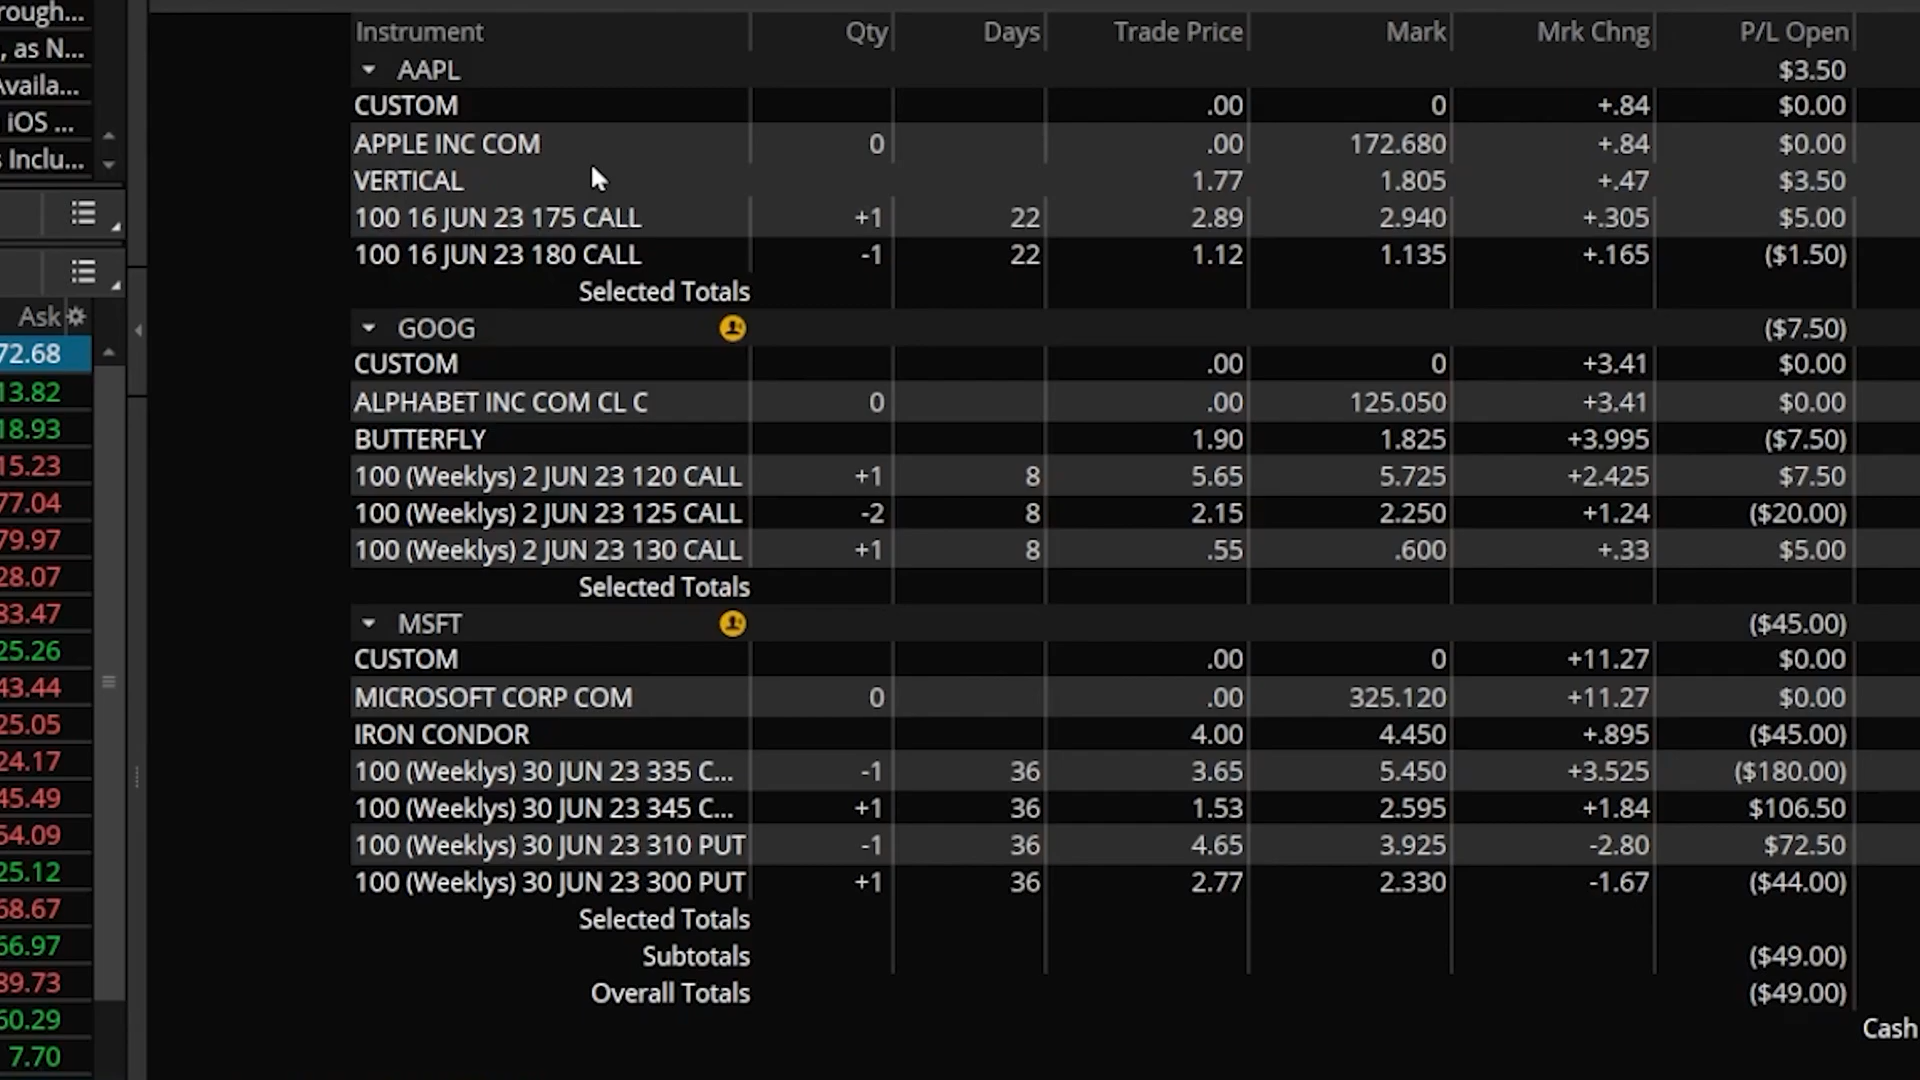 rough...
, as N...
Availa...
iOS ...
s Inclu...
Ask
72.68
13.82
18.93
15.23
77.04
79.97
28.07
83.47
25.26
43.44
25.05
24.17
45.49
54.09
25.12
68.67
66.97
89.73
60.29
7.70
Instrument Qty Days Trade Price Mark Mrk Chng P/L Open
AAPL $3.50
CUSTOM .00 0 +.84 $0.00
APPLE INC COM 0 .00 172.680 +.84 $0.00
VERTICAL 1.77 1.805 +.47 $3.50
100 16 JUN 23 175 CALL +1 22 2.89 2.940 +.305 $5.00
100 16 JUN 23 180 CALL -1 22 1.12 1.135 +.165 ($1.50)
Selected Totals
GOOG ($7.50)
CUSTOM .00 0 +3.41 $0.00
ALPHABET INC COM CL C 0 .00 125.050 +3.41 $0.00
BUTTERFLY 1.90 1.825 +3.995 ($7.50)
100 (Weeklys) 2 JUN 23 120 CALL +1 8 5.65 5.725 +2.425 $7.50
100 (Weeklys) 2 JUN 23 125 CALL -2 8 2.15 2.250 +1.24 ($20.00)
100 (Weeklys) 2 JUN 23 130 CALL +1 8 .55 .600 +.33 $5.00
Selected Totals
MSFT ($45.00)
CUSTOM .00 0 +11.27 $0.00
MICROSOFT CORP COM 0 .00 325.120 +11.27 $0.00
IRON CONDOR 4.00 4.450 +.895 ($45.00)
100 (Weeklys) 30 JUN 23 335 C... -1 36 3.65 5.450 +3.525 ($180.00)
100 (Weeklys) 30 JUN 23 345 C... +1 36 1.53 2.595 +1.84 $106.50
100 (Weeklys) 30 JUN 23 310 PUT -1 36 4.65 3.925 -2.80 $72.50
100 (Weeklys) 30 JUN 23 300 PUT +1 36 2.77 2.330 -1.67 ($44.00)
Selected Totals
Subtotals ($49.00)
Overall Totals ($49.00)
Cash